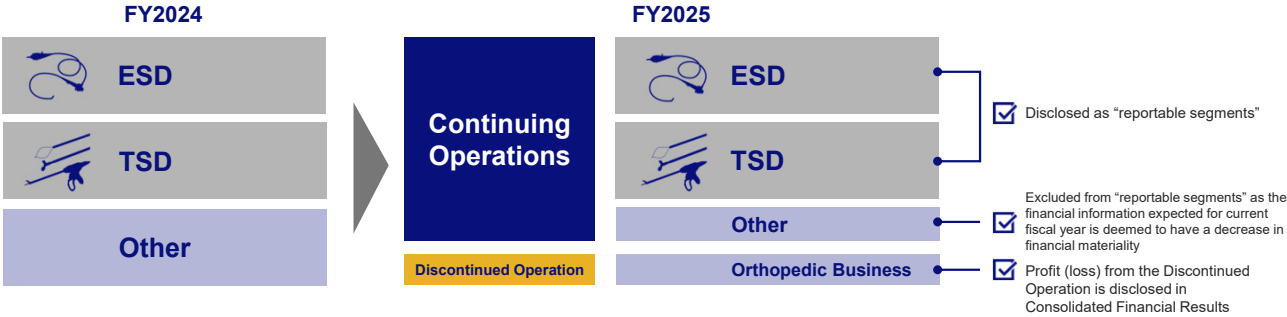 FY2024
ESD
TSD
Other
Continuing
Operations
Discontinued Operation
FY2025
ESD
TSD
Other
Orthopedic Business
Disclosed as “reportable segments”
Excluded from “reportable segments” as the
financial information expected for current
fiscal year is deemed to have a decrease in
financial materiality
Profit (loss) from the Discontinued
Operation is disclosed in
Consolidated Financial Results